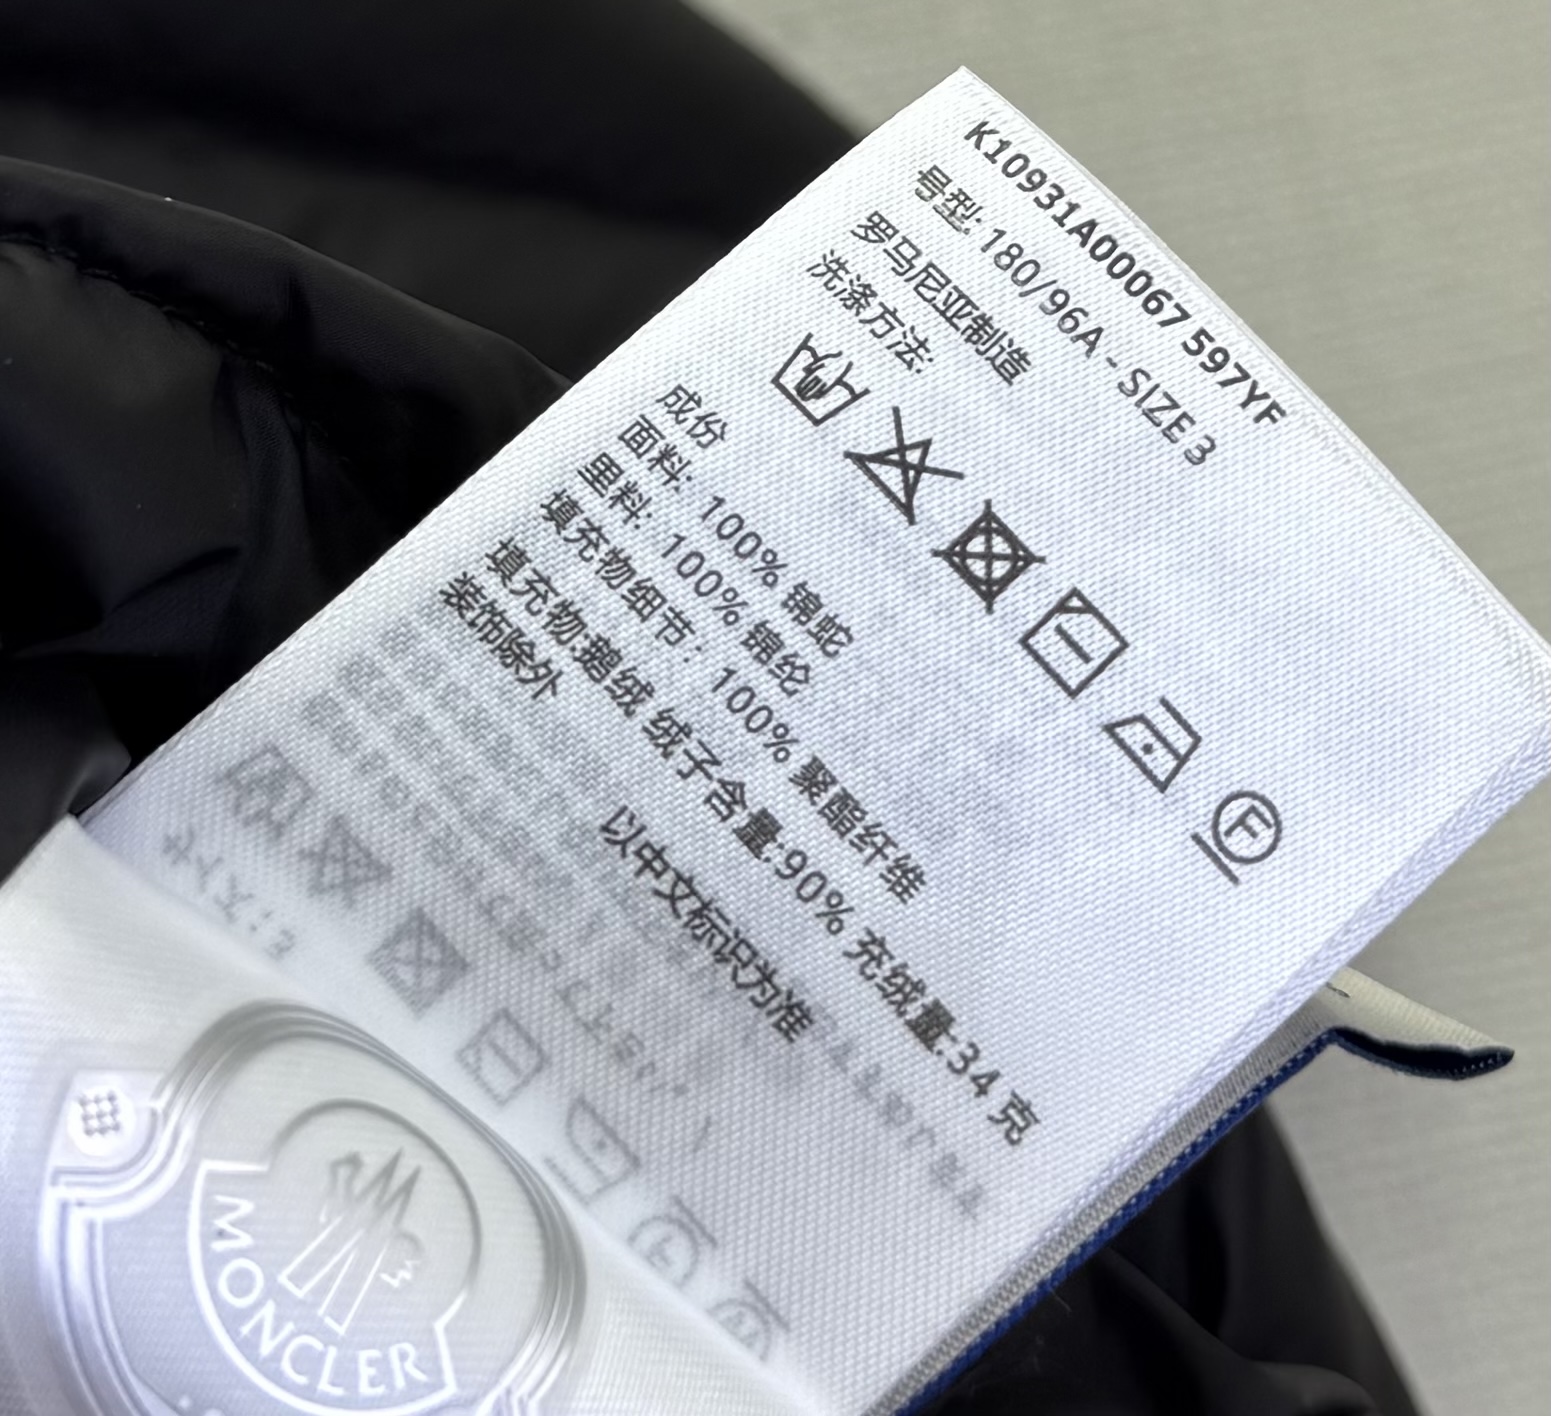 K10931A00067 597YF
号型: 180/96A - SIZE 3
罗马尼亚制造
洗涤方法:
F
成份
面料: 100% 锦蛇
里料: 100% 锦纶
填充物细节: 100% 聚酯纤维
填充物:鹅绒 绒子含量:90% 充绒量:34 克
装饰除外
以中文标识为准
MONCLER